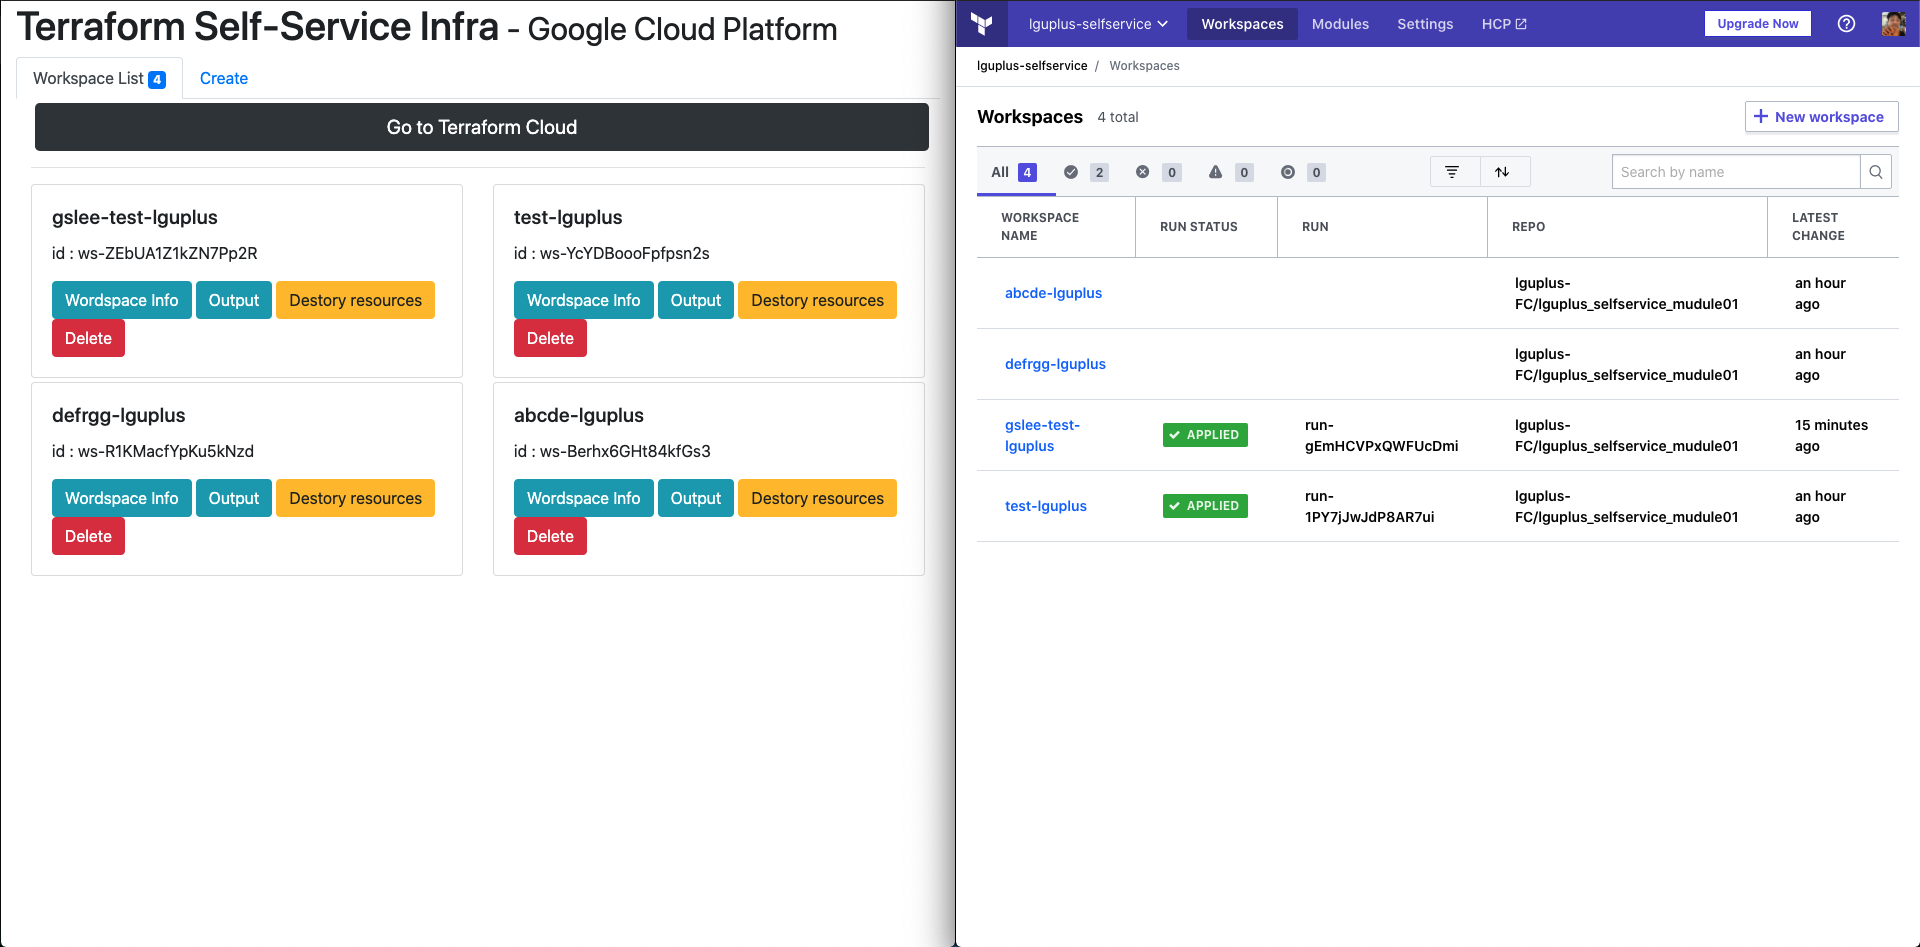 Terraform Self-Service Infra - Google Cloud Platform
Workspace List 4
Create
Go to Terraform Cloud
gslee-test-lguplus
id : ws-ZEbUA1Z1kZN7Pp2R
Wordspace Info Output Destory resources
Delete
test-lguplus
id : ws-YcYDBoooFpfpsn2s
Wordspace Info Output Destory resources
Delete
defrgg-lguplus
id : ws-R1KMacfYpKu5kNzd
Wordspace Info Output Destory resources
Delete
abcde-lguplus
id : ws-Berhx6GHt84kfGs3
Wordspace Info Output Destory resources
Delete
lguplus-selfservice Workspaces Modules Settings HCP Upgrade Now
lguplus-selfservice / Workspaces
Workspaces 4 total
New workspace
All 4 2 0 0 0
Search by name
WORKSPACE
NAME
RUN STATUS
RUN
REPO
LATEST
CHANGE
abcde-lguplus
lguplus-
FC/lguplus_selfservice_mudule01
an hour
ago
defrgg-lguplus
lguplus-
FC/lguplus_selfservice_mudule01
an hour
ago
gslee-test-
lguplus
APPLIED
run-
gEmHCVPxQWFUcDmi
lguplus-
FC/lguplus_selfservice_mudule01
15 minutes
ago
test-lguplus
APPLIED
run-
1PY7jJwJdP8AR7ui
lguplus-
FC/lguplus_selfservice_mudule01
an hour
ago